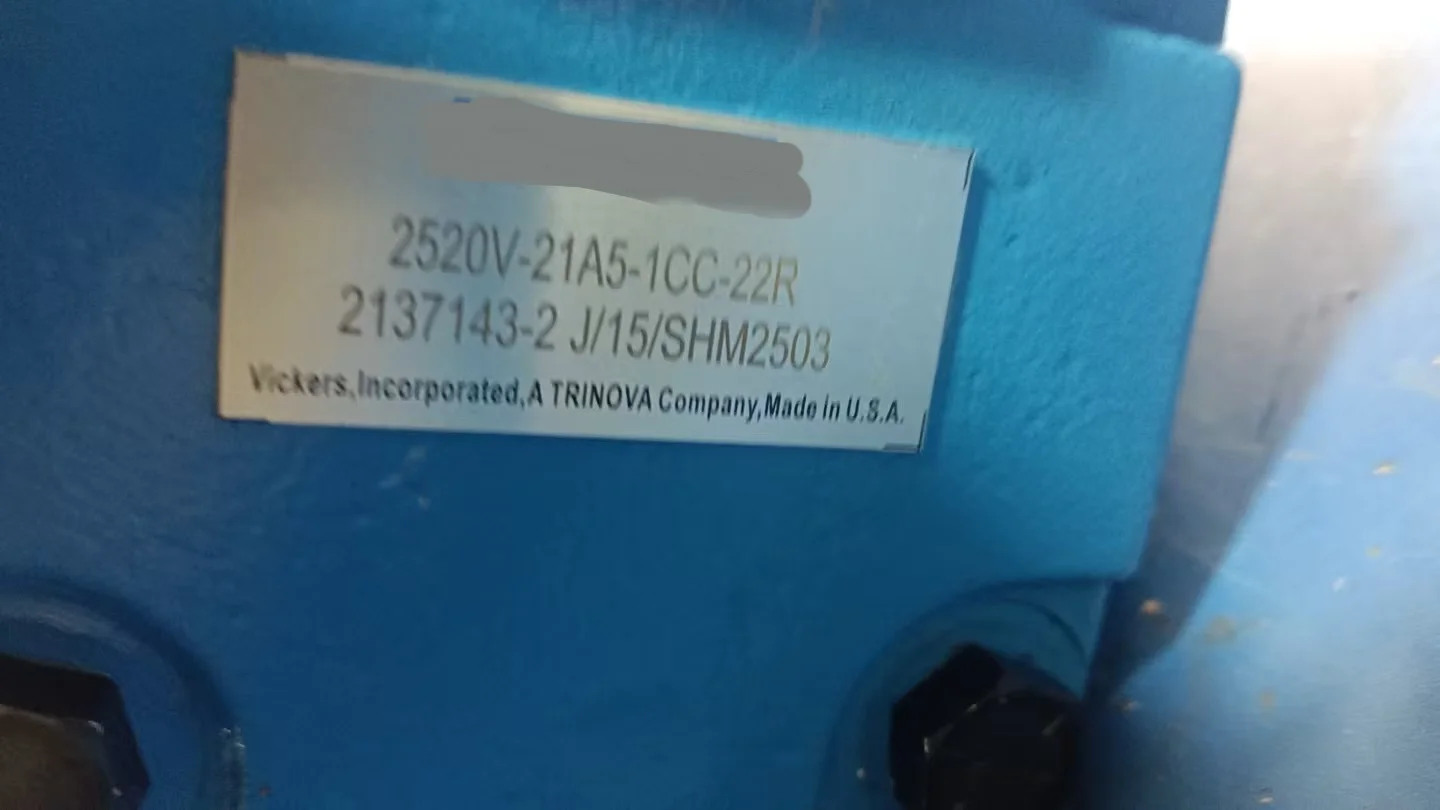 2520V-21A5-1CC-22R
2137143-2 J/15/SHM2503
Vickers,Incorporated,A TRINOVA Company,Made in U.S.A.